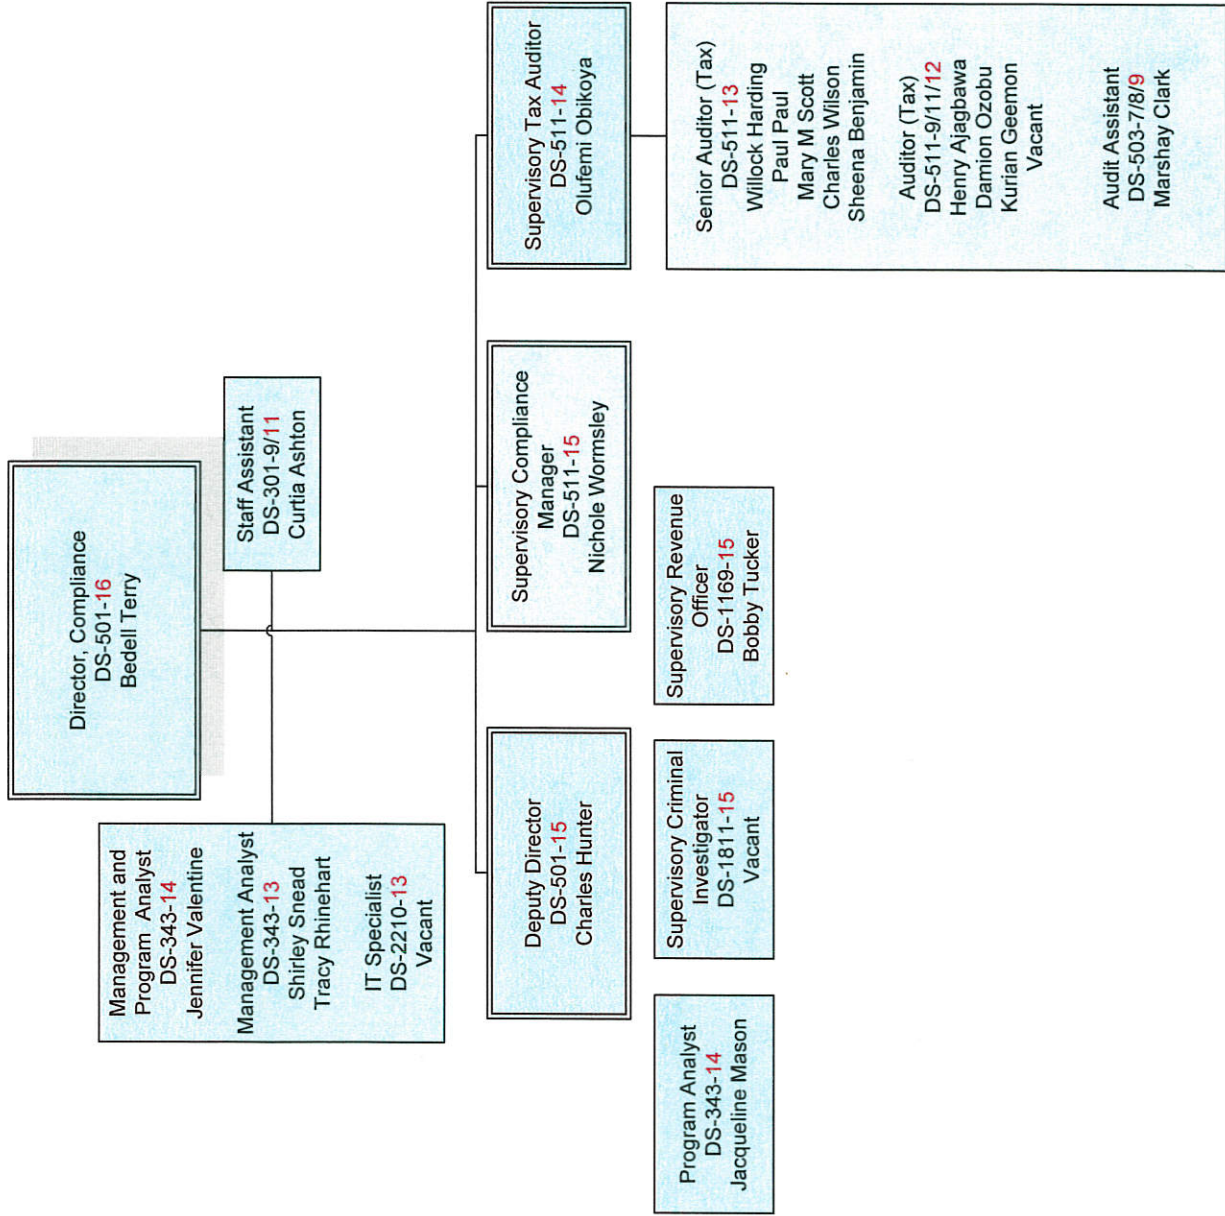 Director, Compliance
DS-501-16
Bedell Terry
Management and
Program Analyst
DS-343-14
Jennifer Valentine
Management Analyst
DS-343-13
Shirley Snead
Tracy Rhinehart
IT Specialist
DS-2210-13
Vacant
Staff Assistant
DS-301-9/11
Curtia Ashton
Deputy Director
DS-501-15
Charles Hunter
Supervisory Compliance
Manager
DS-511-15
Nichole Wormsley
Supervisory Tax Auditor
DS-511-14
Olufemi Obikoya
Program Analyst
DS-343-14
Jacqueline Mason
Supervisory Criminal
Investigator
DS-1811-15
Vacant
Supervisory Revenue
Officer
DS-1169-15
Bobby Tucker
Senior Auditor (Tax)
DS-511-13
Willock Harding
Paul Paul
Mary M Scott
Charles Wilson
Sheena Benjamin
Auditor (Tax)
DS-511-9/11/12
Henry Ajagbawa
Damion Ozobu
Kurian Geemon
Vacant
Audit Assistant
DS-503-7/8/9
Marshay Clark